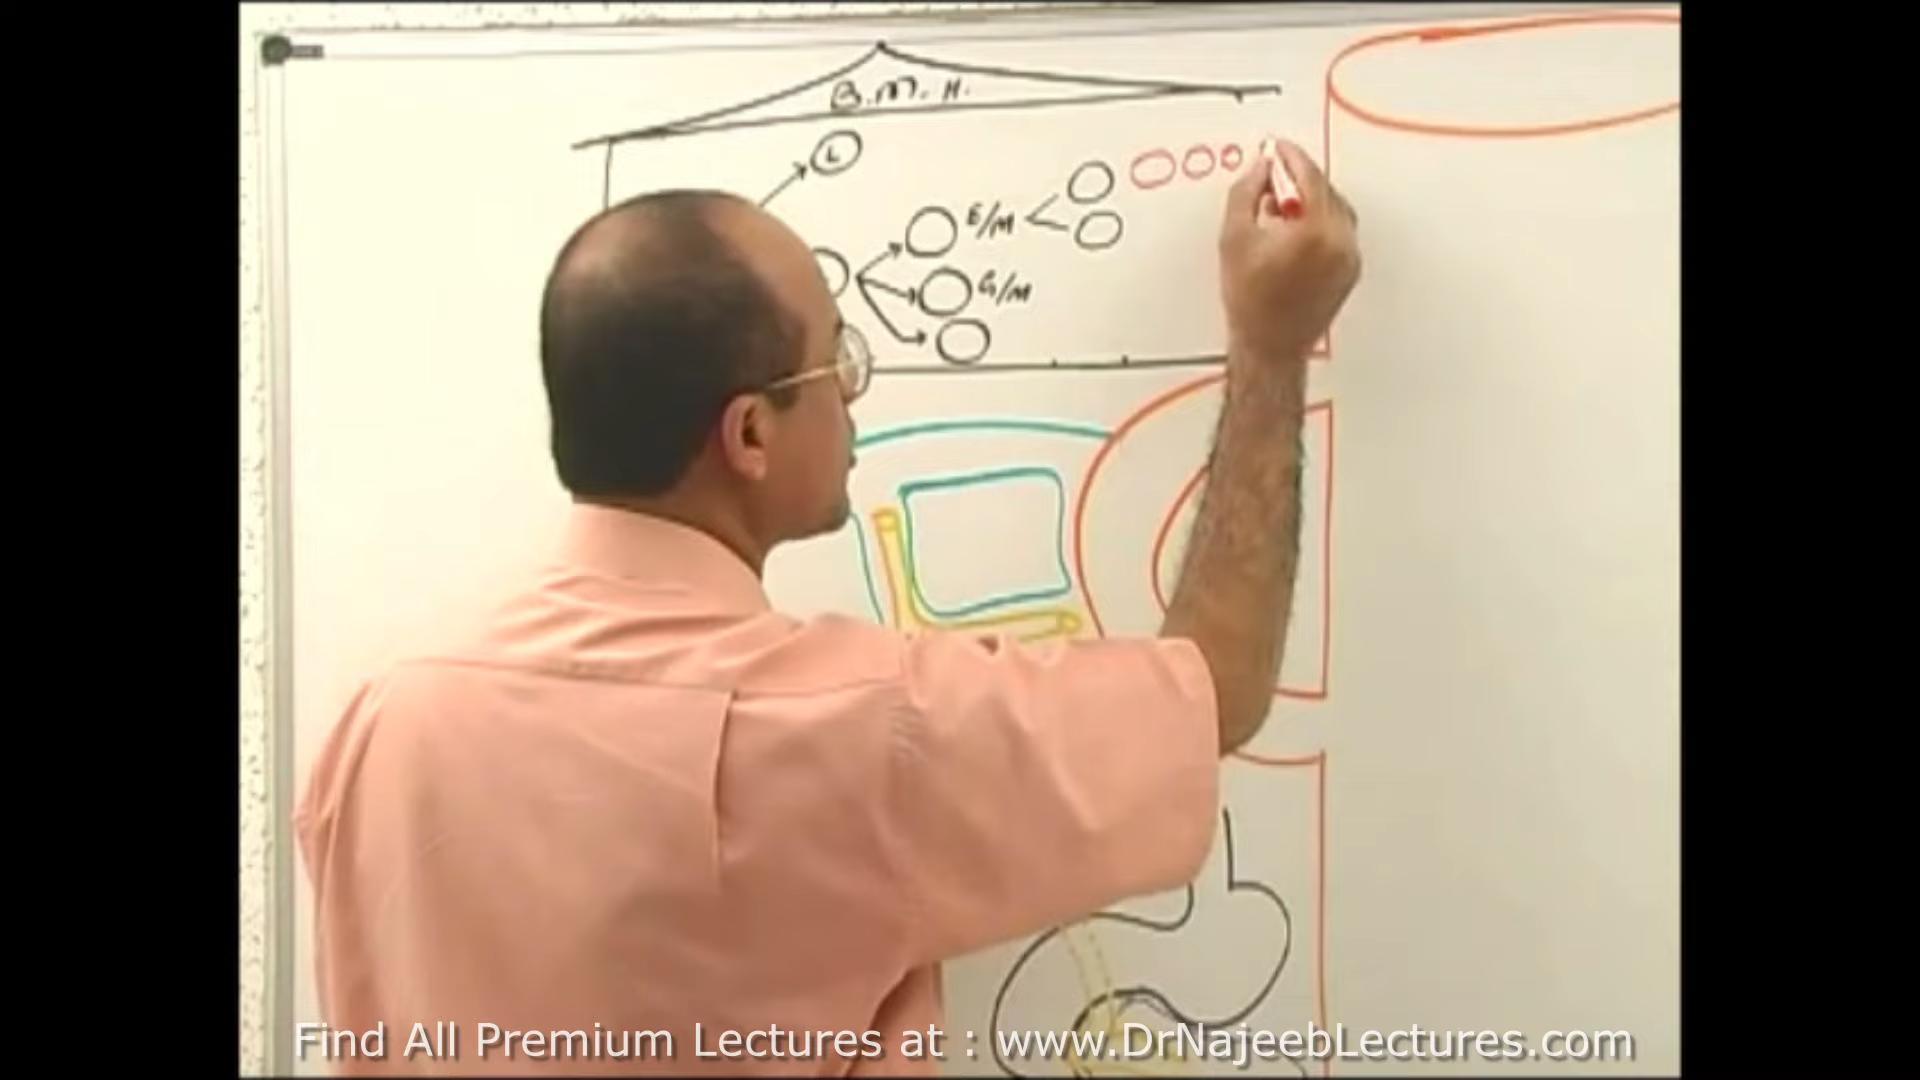 B.M.H.
L
E/M
G/M
Find All Premium Lectures at : www.DrNajeebLectures.com